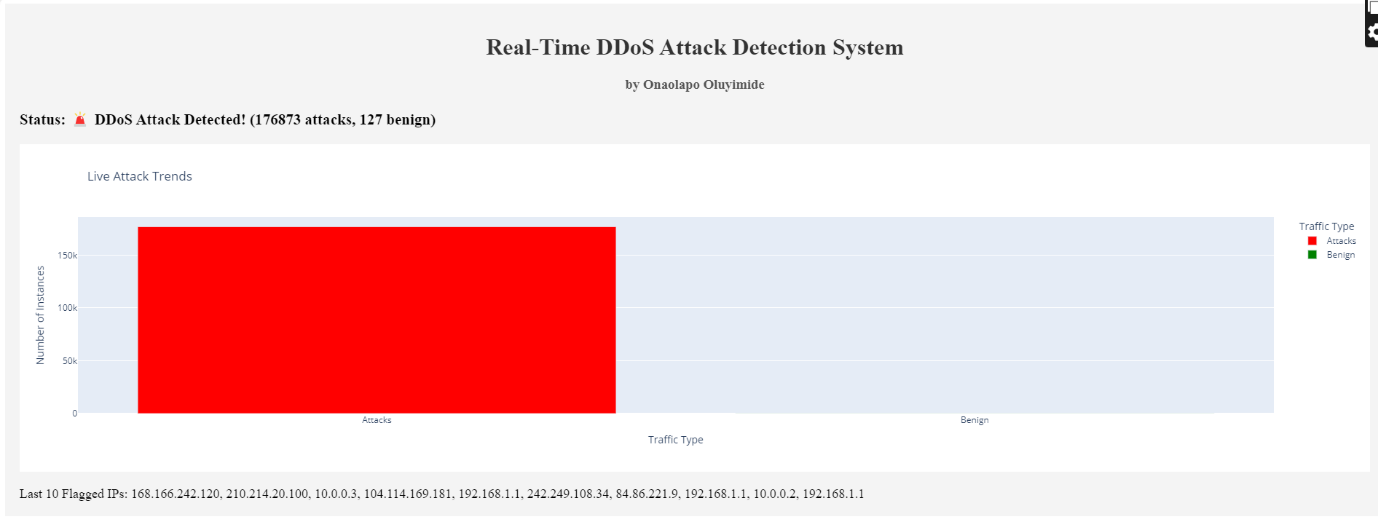 Real-Time DDoS Attack Detection System
by Onaolapo Oluyimide
Status: 🚨 DDoS Attack Detected! (176873 attacks, 127 benign)
Live Attack Trends
Number of Instances
150k
100k
50k
0
Attacks
Benign
Traffic Type
Traffic Type
Attacks
Benign
Last 10 Flagged IPs: 168.166.242.120, 210.214.20.100, 10.0.0.3, 104.114.169.181, 192.168.1.1, 242.249.108.34, 84.86.221.9, 192.168.1.1, 10.0.0.2, 192.168.1.1